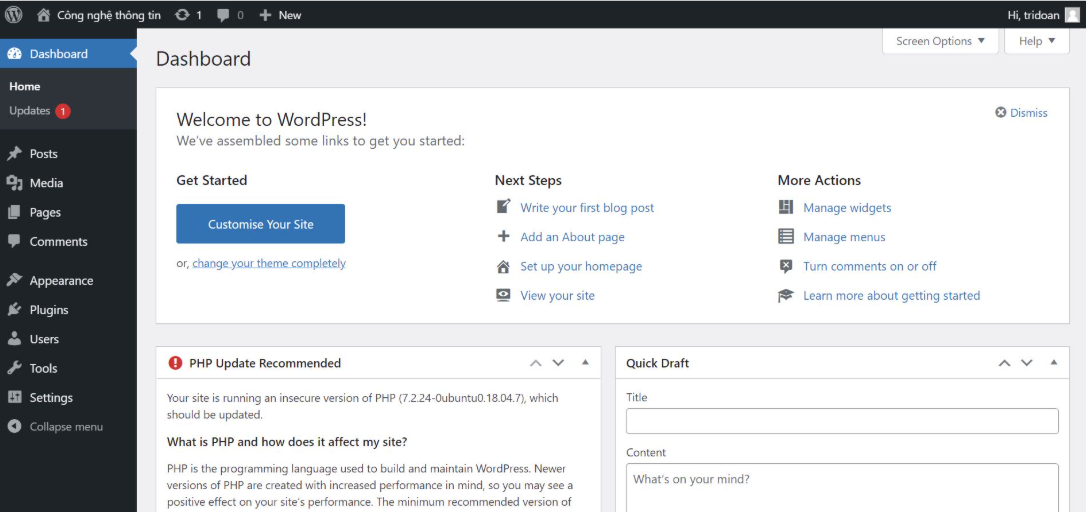 Công nghệ thông tin 1 0 New Hi, tridoan
Screen Options Help
Dashboard
Home
Updates 1
Posts
Media
Pages
Comments
Appearance
Plugins
Users
Tools
Settings
Collapse menu
Dashboard
Welcome to WordPress!
Dismiss
We've assembled some links to get you started:
Get Started
Customise Your Site
or, change your theme completely
Next Steps
Write your first blog post
Add an About page
Set up your homepage
View your site
More Actions
Manage widgets
Manage menus
Turn comments on or off
Learn more about getting started
PHP Update Recommended
Your site is running an insecure version of PHP (7.2.24-0ubuntu0.18.04.7), which
should be updated.
What is PHP and how does it affect my site?
PHP is the programming language used to build and maintain WordPress. Newer
versions of PHP are created with increased performance in mind, so you may see a
positive effect on your site's performance. The minimum recommended version of
Quick Draft
Title
Content
What's on your mind?